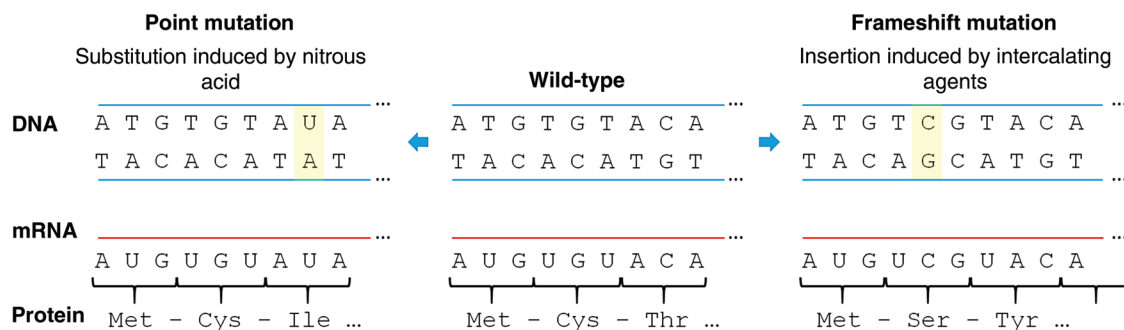 Point mutation
Substitution induced by nitrous
acid
Wild-type
Frameshift mutation
Insertion induced by intercalating
agents
DNA
...
A T G T G T A U A
T A C A C A T A T
...
...
A T G T G T A C A
T A C A C A T G T
...
...
A T G T C G T A C A
T A C A G C A T G T
...
mRNA
...
A U G U G U A U A
...
A U G U G U A C A
...
A U G U C G U A C A
Protein
Met – Cys – Ile ...
Met – Cys – Thr ...
Met – Ser – Tyr ...